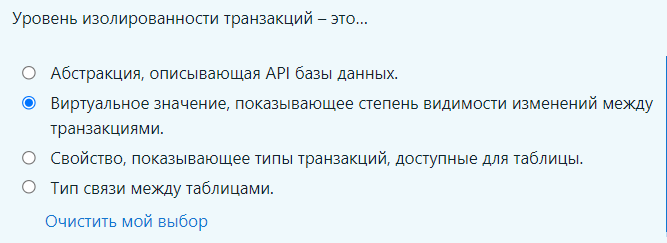 Уровень изолированности транзакций – это...
Абстракция, описывающая API базы данных.
Виртуальное значение, показывающее степень видимости изменений между
транзакциями.
Свойство, показывающее типы транзакций, доступные для таблицы.
Тип связи между таблицами.
Очистить мой выбор